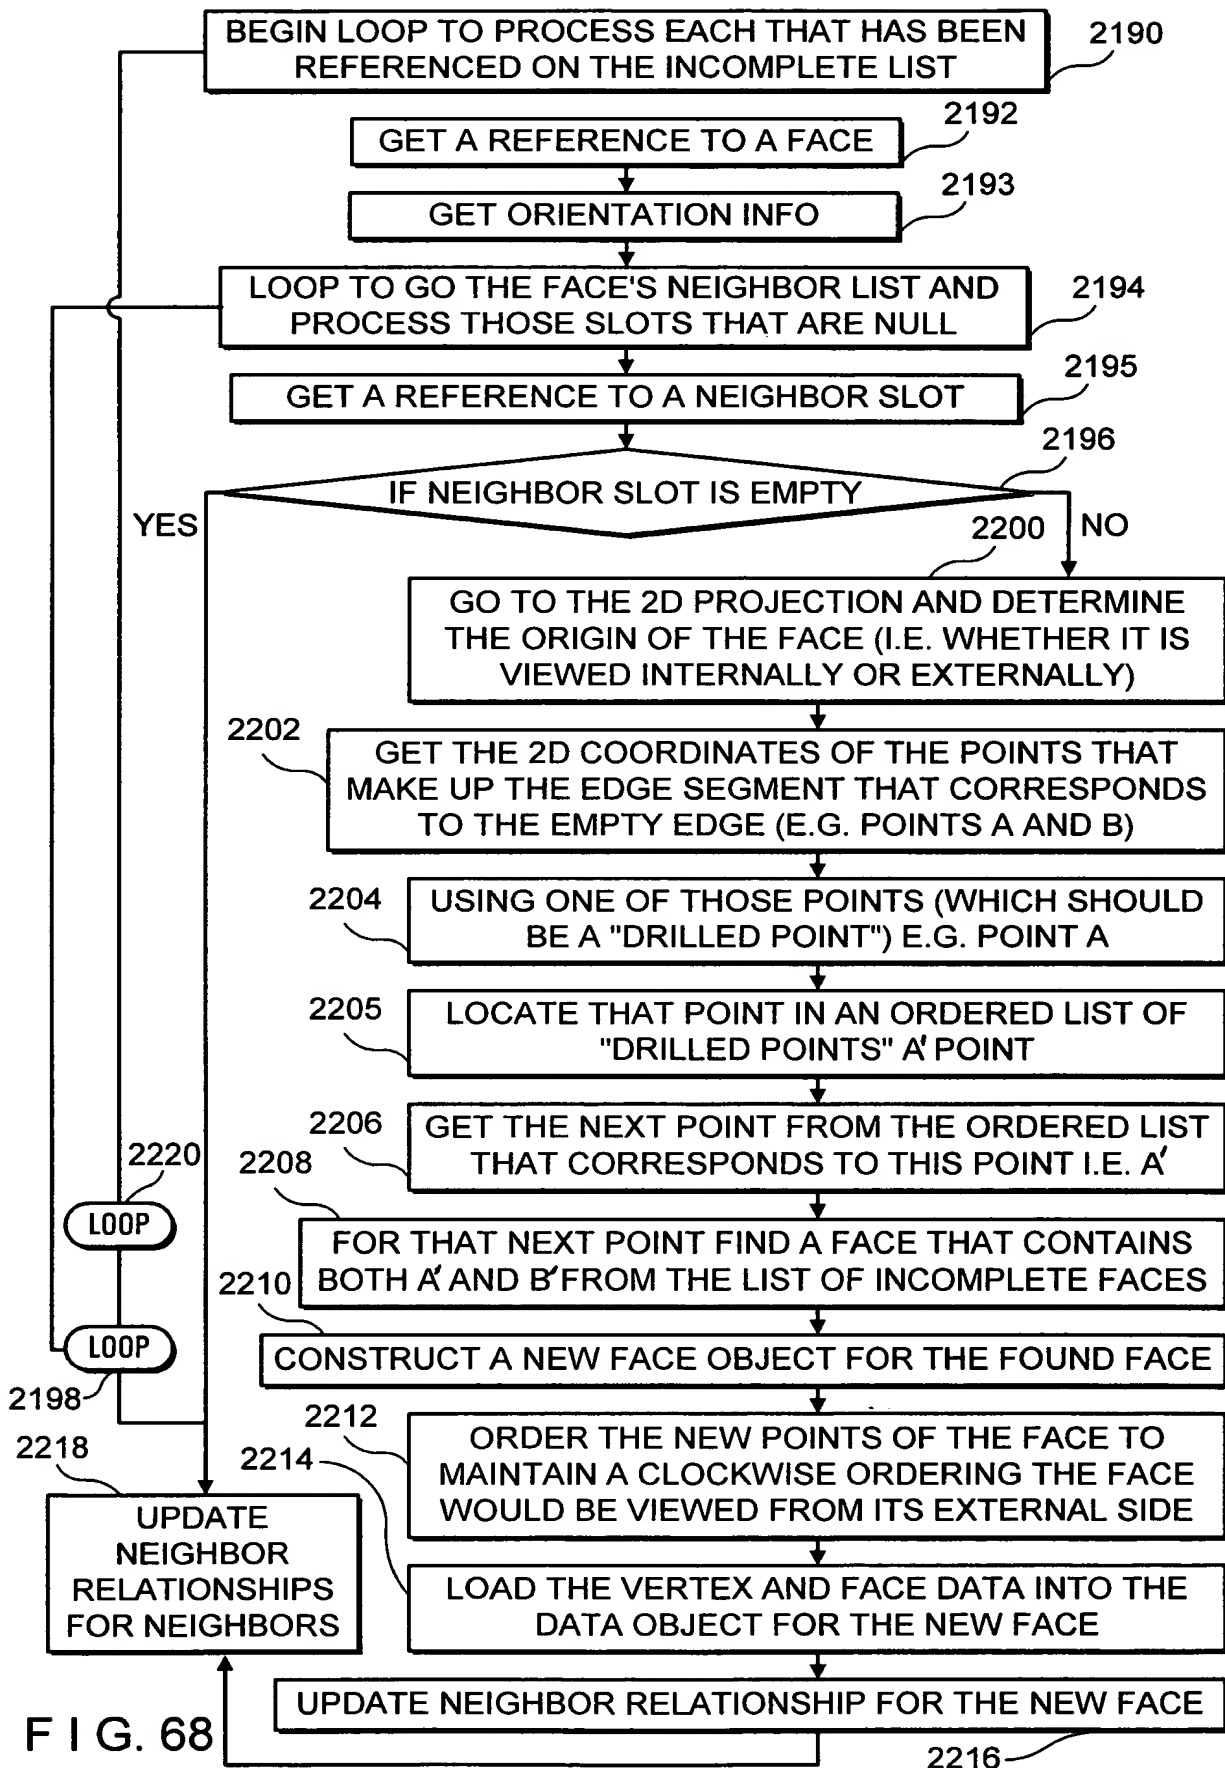 BEGIN LOOP TO PROCESS EACH THAT HAS BEEN
REFERENCED ON THE INCOMPLETE LIST
2190
2192
GET A REFERENCE TO A FACE
2193
GET ORIENTATION INFO
LOOP TO GO THE FACE'S NEIGHBOR LIST AND
PROCESS THOSE SLOTS THAT ARE NULL
2194
2195
GET A REFERENCE TO A NEIGHBOR SLOT
2196
IF NEIGHBOR SLOT IS EMPTY
YES
NO
2200
GO TO THE 2D PROJECTION AND DETERMINE
THE ORIGIN OF THE FACE (I.E. WHETHER IT IS
VIEWED INTERNALLY OR EXTERNALLY)
2202
GET THE 2D COORDINATES OF THE POINTS THAT
MAKE UP THE EDGE SEGMENT THAT CORRESPONDS
TO THE EMPTY EDGE (E.G. POINTS A AND B)
2204
USING ONE OF THOSE POINTS (WHICH SHOULD
BE A "DRILLED POINT") E.G. POINT A
2205
LOCATE THAT POINT IN AN ORDERED LIST OF
"DRILLED POINTS" A' POINT
2206
GET THE NEXT POINT FROM THE ORDERED LIST
THAT CORRESPONDS TO THIS POINT I.E. A'
2220
2208
LOOP
FOR THAT NEXT POINT FIND A FACE THAT CONTAINS
BOTH A' AND B' FROM THE LIST OF INCOMPLETE FACES
2210
LOOP
CONSTRUCT A NEW FACE OBJECT FOR THE FOUND FACE
2198
2212
ORDER THE NEW POINTS OF THE FACE TO
MAINTAIN A CLOCKWISE ORDERING THE FACE
WOULD BE VIEWED FROM ITS EXTERNAL SIDE
2218
2214
UPDATE
NEIGHBOR
RELATIONSHIPS
FOR NEIGHBORS
LOAD THE VERTEX AND FACE DATA INTO THE
DATA OBJECT FOR THE NEW FACE
UPDATE NEIGHBOR RELATIONSHIP FOR THE NEW FACE
2216
F I G. 68